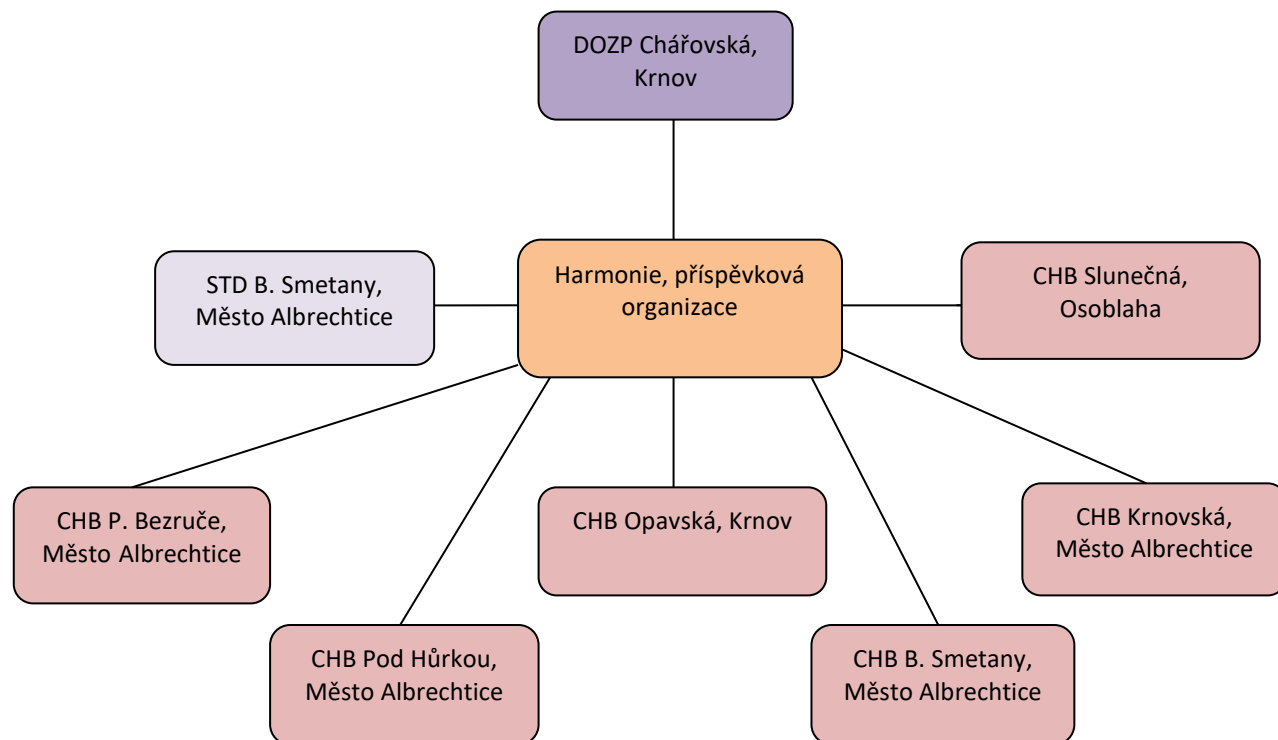 DOZP Chářovská,
Krnov
STD B. Smetany,
Město Albrechtice
Harmonie, příspěvková
organizace
CHB Slunečná,
Osoblaha
CHB P. Bezruče,
Město Albrechtice
CHB Opavská, Krnov
CHB Krnovská,
Město Albrechtice
CHB Pod Hůrkou,
Město Albrechtice
CHB B. Smetany,
Město Albrechtice